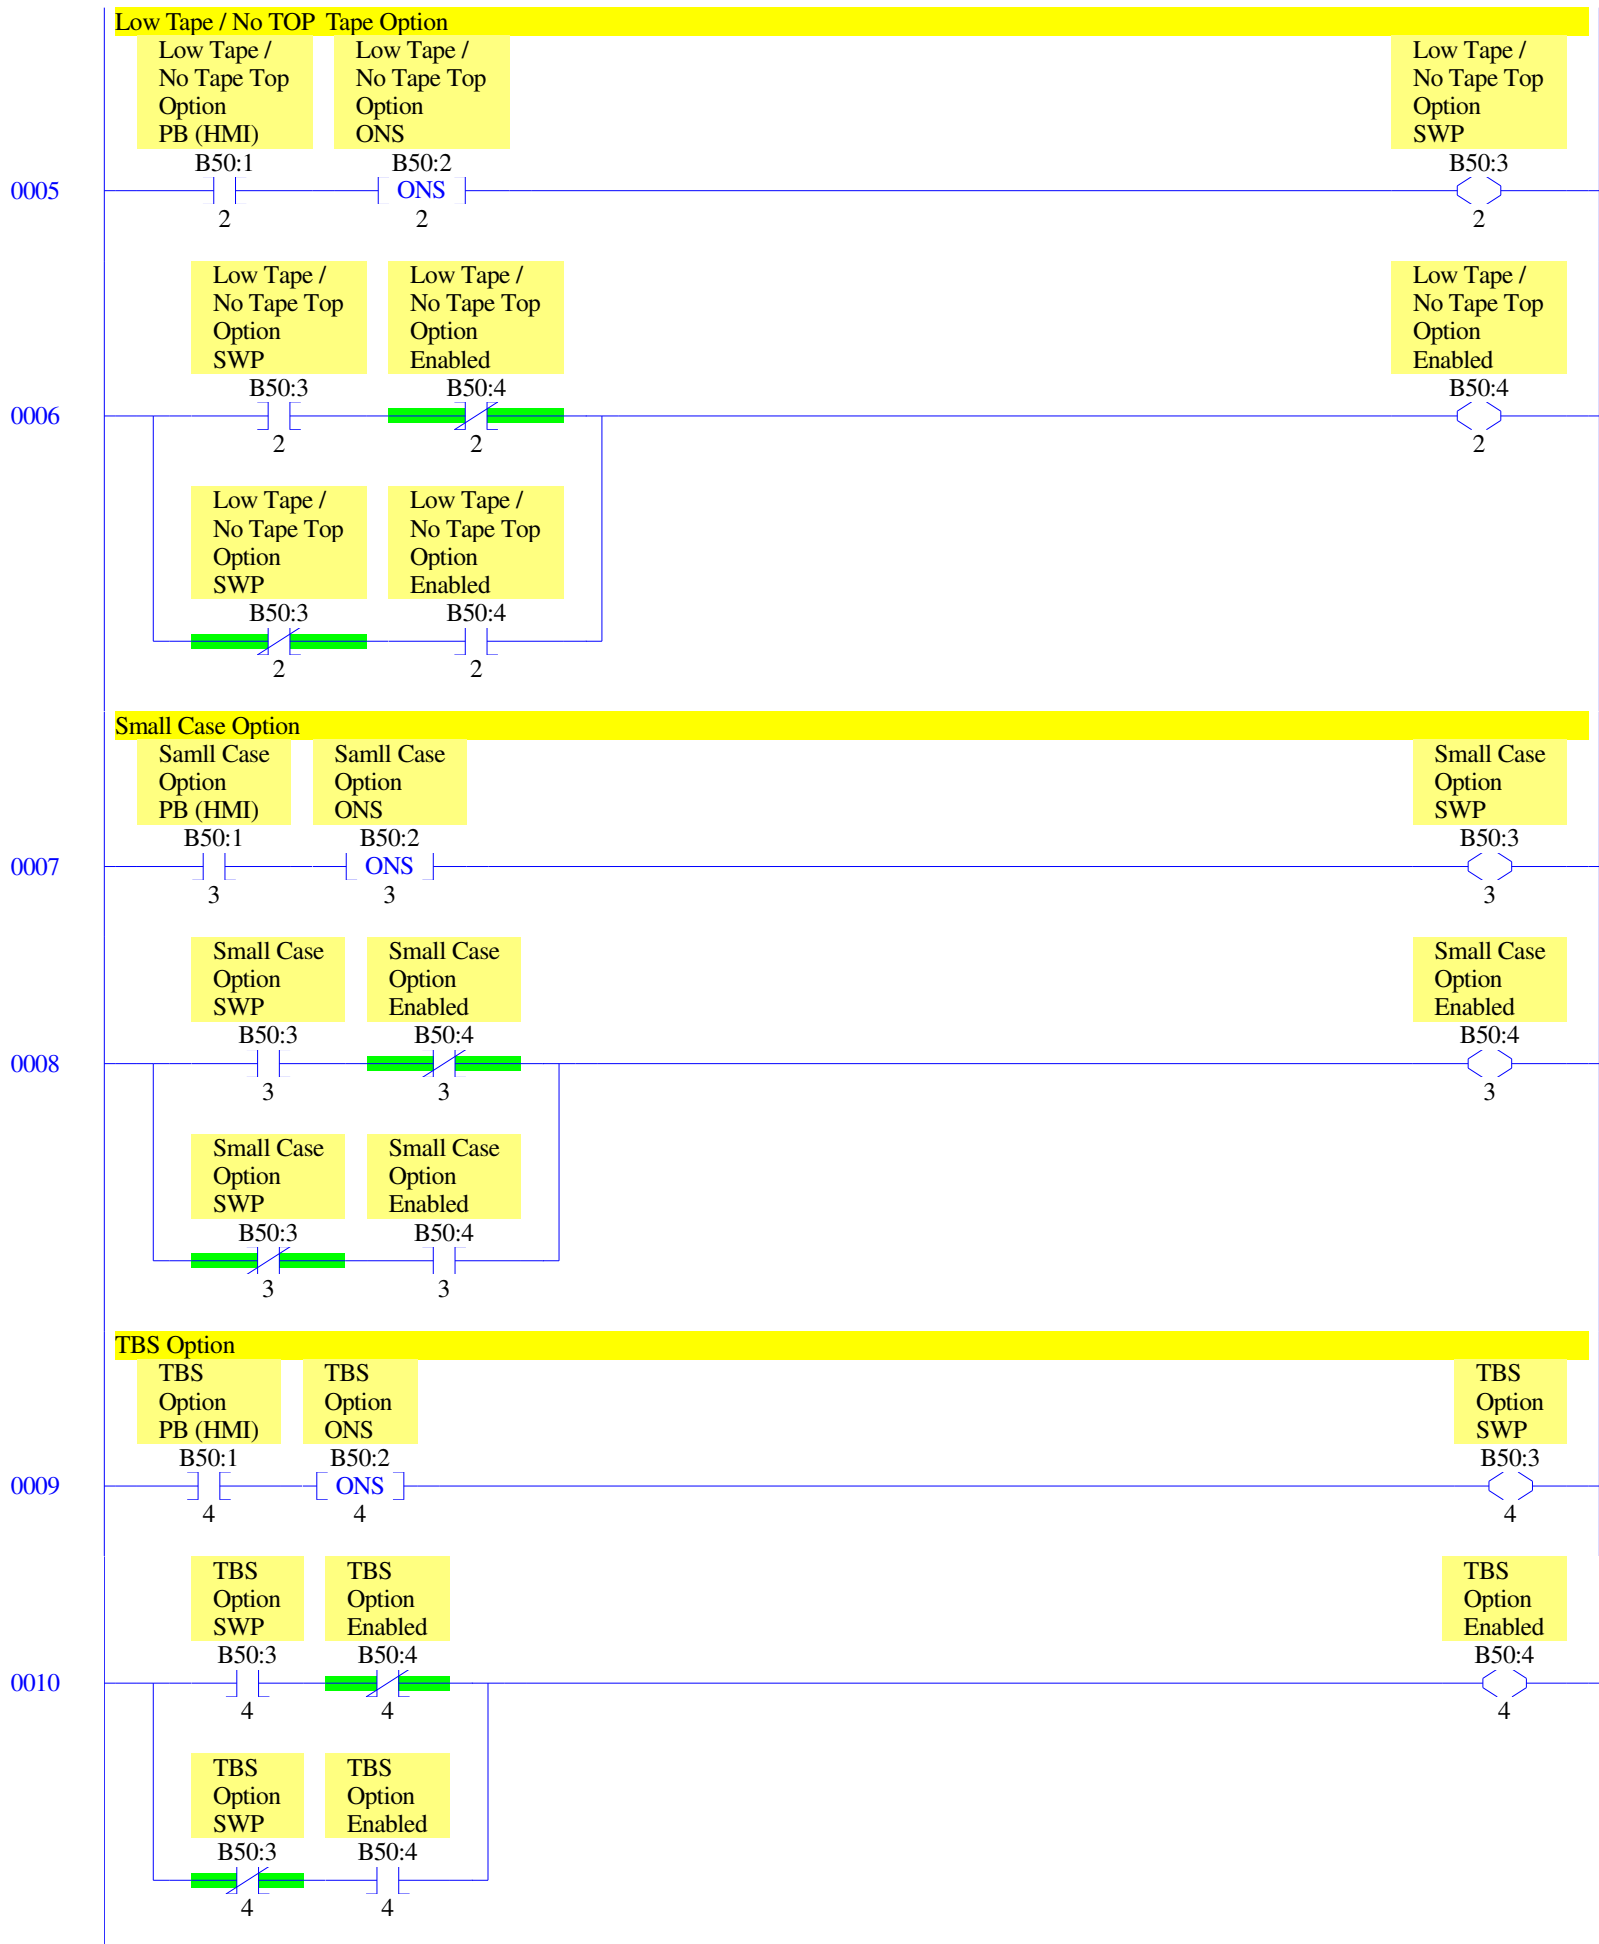 Low Tape / No TOP  Tape Option
Low Tape /
No Tape Top
Option
PB (HMI)
B50:1
2
Low Tape /
No Tape Top
Option
ONS
B50:2
ONS
2
Low Tape /
No Tape Top
Option
SWP
B50:3
2
0005
Low Tape /
No Tape Top
Option
SWP
B50:3
2
Low Tape /
No Tape Top
Option
Enabled
B50:4
2
Low Tape /
No Tape Top
Option
Enabled
B50:4
2
0006
Low Tape /
No Tape Top
Option
SWP
B50:3
2
Low Tape /
No Tape Top
Option
Enabled
B50:4
2
Small Case Option
Samll Case
Option
PB (HMI)
B50:1
3
Samll Case
Option
ONS
B50:2
ONS
3
Small Case
Option
SWP
B50:3
3
0007
Small Case
Option
SWP
B50:3
3
Small Case
Option
Enabled
B50:4
3
Small Case
Option
Enabled
B50:4
3
0008
Small Case
Option
SWP
B50:3
3
Small Case
Option
Enabled
B50:4
3
TBS Option
TBS
Option
PB (HMI)
B50:1
4
TBS
Option
ONS
B50:2
ONS
4
TBS
Option
SWP
B50:3
4
0009
TBS
Option
SWP
B50:3
4
TBS
Option
Enabled
B50:4
4
TBS
Option
Enabled
B50:4
4
0010
TBS
Option
SWP
B50:3
4
TBS
Option
Enabled
B50:4
4